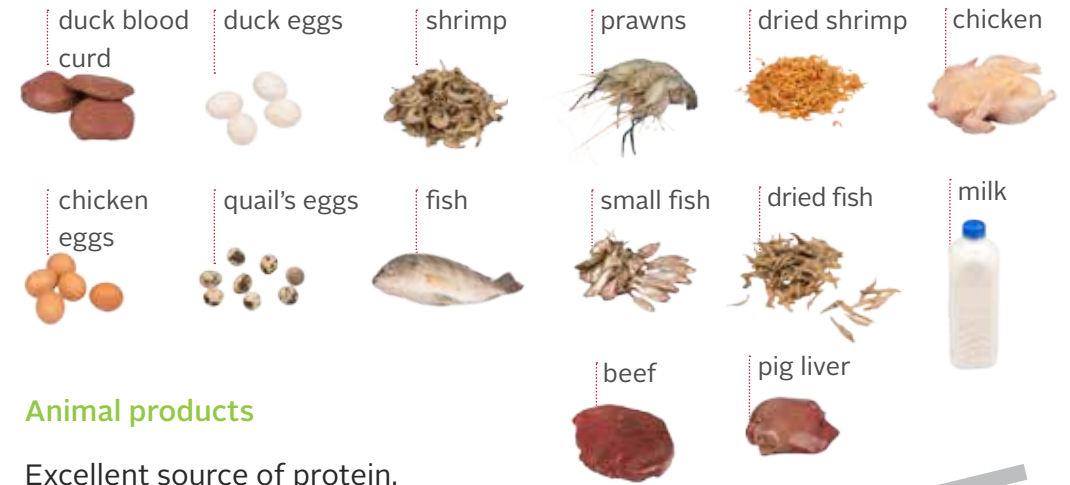 duck blood curd
duck eggs
shrimp
prawns
dried shrimp
chicken
chicken eggs
quail's eggs
fish
small fish
dried fish
milk
beef
pig liver
Animal products
Excellent source of protein.